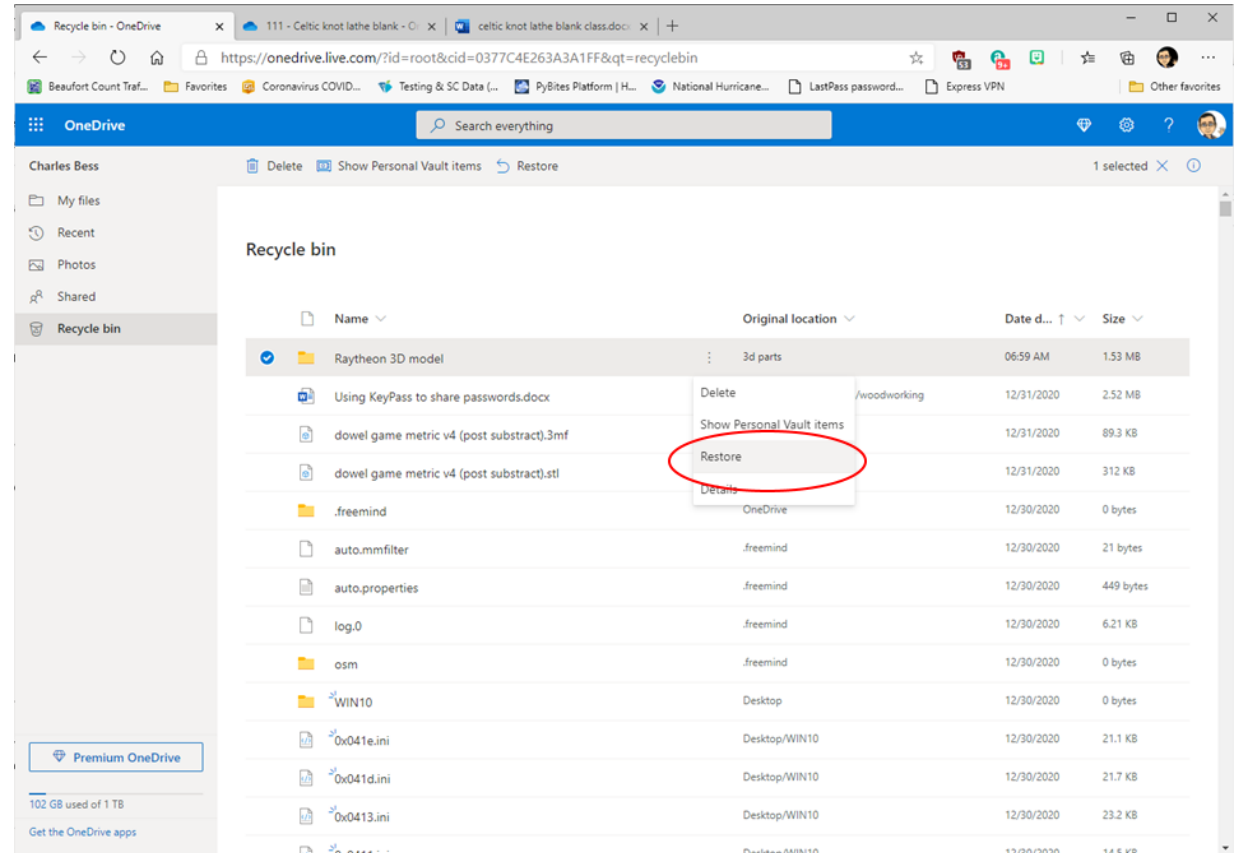 Recycle bin - OneDrive
111 - Celtic knot lathe blank - O
celtic knot lathe blank class.doc
https://onedrive.live.com/?id=root&cid=0377C4E263A3A1FF&qt=recyclebin
53
9+
Beaufort Count Traf... Favorites Coronavirus COVID... Testing & SC Data (... PyBites Platform | H... National Hurricane... LastPass password... Express VPN Other favorites
OneDrive
Search everything
?
Charles Bess
Delete Show Personal Vault items Restore 1 selected
My files
Recent
Photos
Shared
Recycle bin
Recycle bin
Name Original location Date d... ↑ Size
Raytheon 3D model 3d parts 06:59 AM 1.53 MB
Using KeyPass to share passwords.docx /woodworking 12/31/2020 2.52 MB
dowel game metric v4 (post substract).3mf 12/31/2020 89.3 KB
dowel game metric v4 (post substract).stl 12/31/2020 312 KB
Delete
Show Personal Vault items
Restore
Details
.freemind OneDrive 12/30/2020 0 bytes
auto.mmfilter .freemind 12/30/2020 21 bytes
auto.properties .freemind 12/30/2020 449 bytes
log.0 .freemind 12/30/2020 6.21 KB
osm .freemind 12/30/2020 0 bytes
WIN10 Desktop 12/30/2020 0 bytes
0x041e.ini Desktop/WIN10 12/30/2020 21.1 KB
0x041d.ini Desktop/WIN10 12/30/2020 21.7 KB
0x0413.ini Desktop/WIN10 12/30/2020 23.2 KB
Desktop/WIN10 12/30/2020 14.5 KB
Premium OneDrive
102 GB used of 1 TB
Get the OneDrive apps